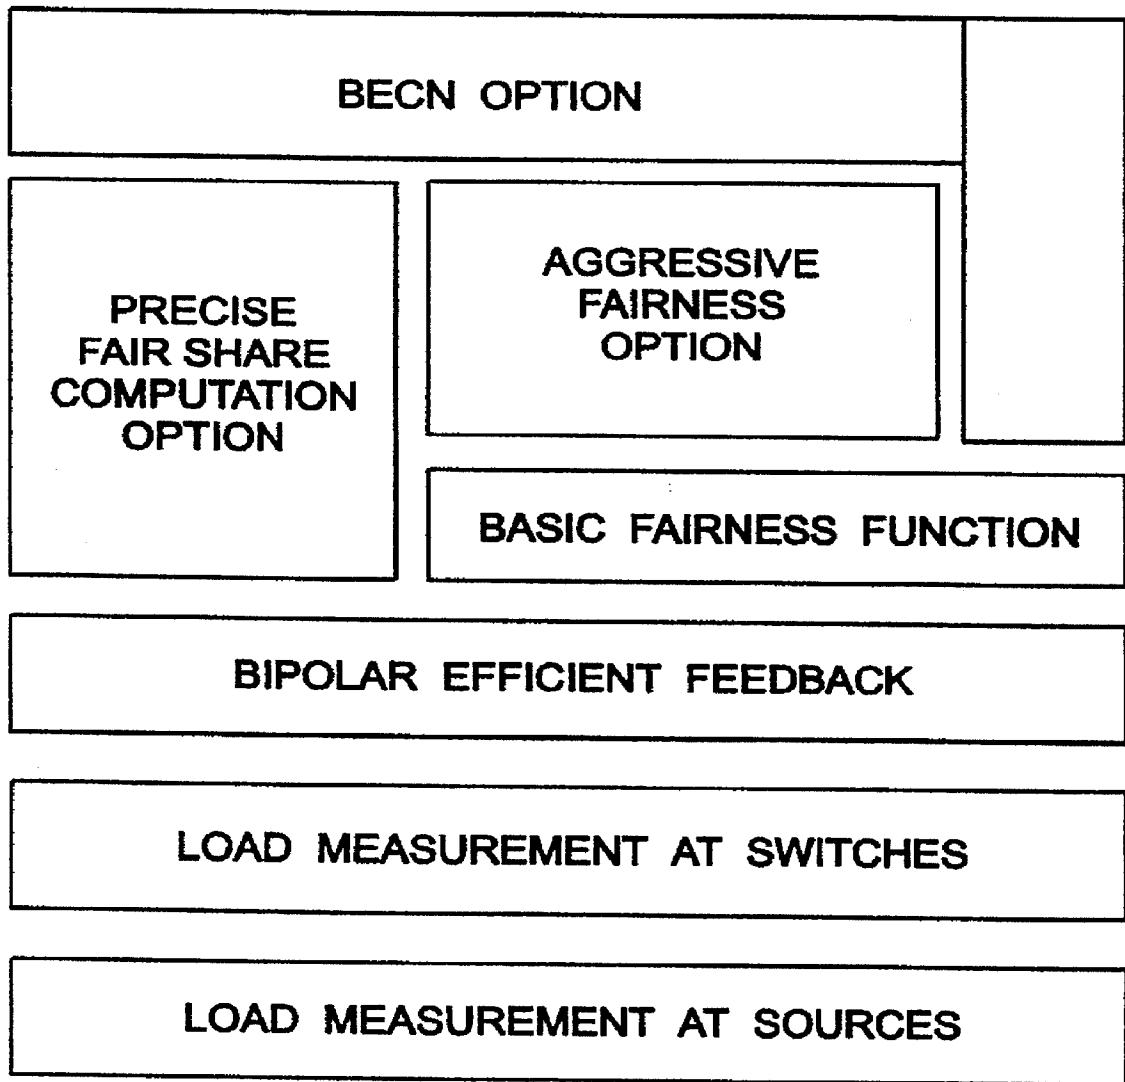 BECN OPTION
PRECISE
FAIR SHARE
COMPUTATION
OPTION
AGGRESSIVE
FAIRNESS
OPTION
BASIC FAIRNESS FUNCTION
BIPOLAR EFFICIENT FEEDBACK
LOAD MEASUREMENT AT SWITCHES
LOAD MEASUREMENT AT SOURCES